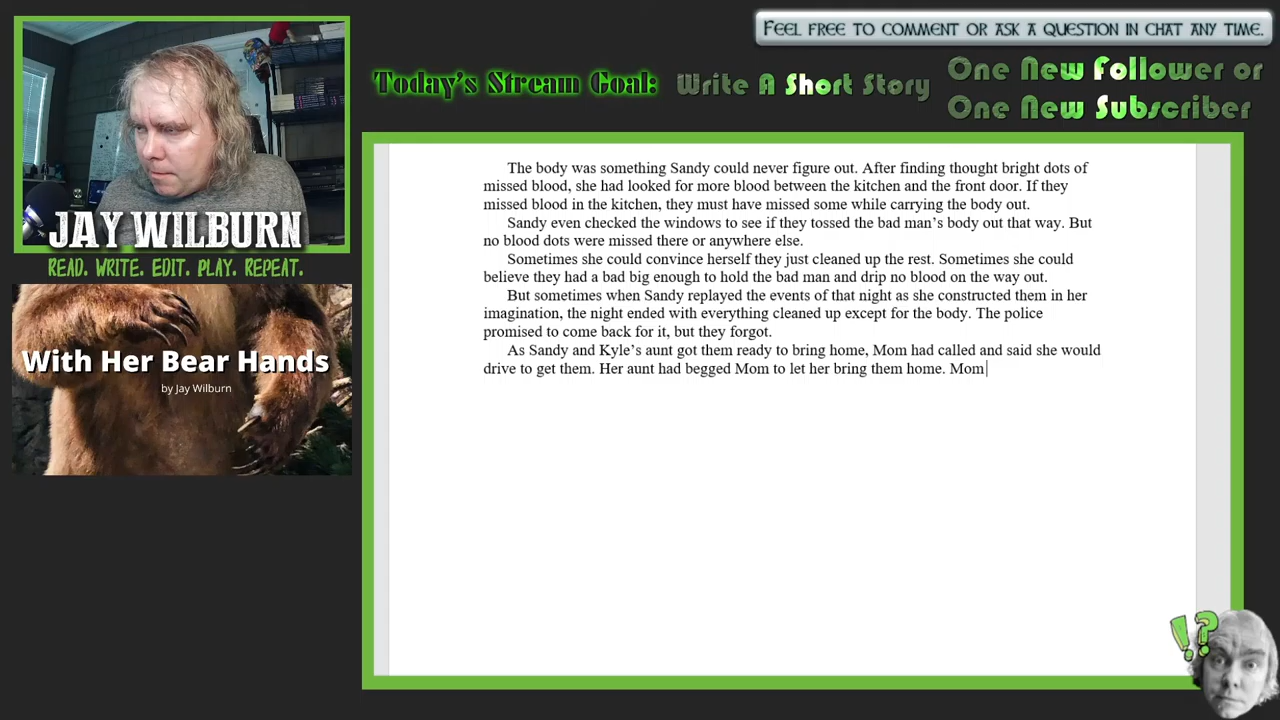 FEEL FREE TO COMMENT OR ASK A QUESTION IN CHAT ANY TIME.
Today's Stream Goal:
Write A Short Story
One New Follower or
One New Subscriber
JAY WILBURN
READ. WRITE. EDIT. PLAY. REPEAT.
With Her Bear Hands
by Jay Wilburn
The body was something Sandy could never figure out. After finding thought bright dots of
missed blood, she had looked for more blood between the kitchen and the front door. If they
missed blood in the kitchen, they must have missed some while carrying the body out.
Sandy even checked the windows to see if they tossed the bad man’s body out that way. But
no blood dots were missed there or anywhere else.
Sometimes she could convince herself they just cleaned up the rest. Sometimes she could
believe they had a bad big enough to hold the bad man and drip no blood on the way out.
But sometimes when Sandy replayed the events of that night as she constructed them in her
imagination, the night ended with everything cleaned up except for the body. The police
promised to come back for it, but they forgot.
As Sandy and Kyle’s aunt got them ready to bring home, Mom had called and said she would
drive to get them. Her aunt had begged Mom to let her bring them home. Mom
!?